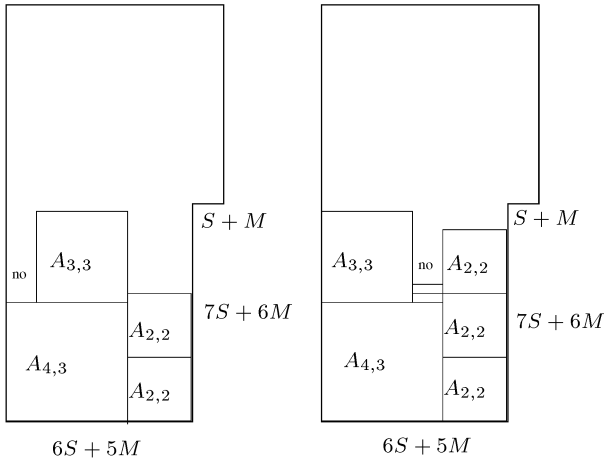 S + M
A_{3,3}
no
7S + 6M
A_{2,2}
A_{4,3}
A_{2,2}
6S + 5M
S + M
A_{3,3}
no
A_{2,2}
7S + 6M
A_{2,2}
A_{4,3}
A_{2,2}
6S + 5M